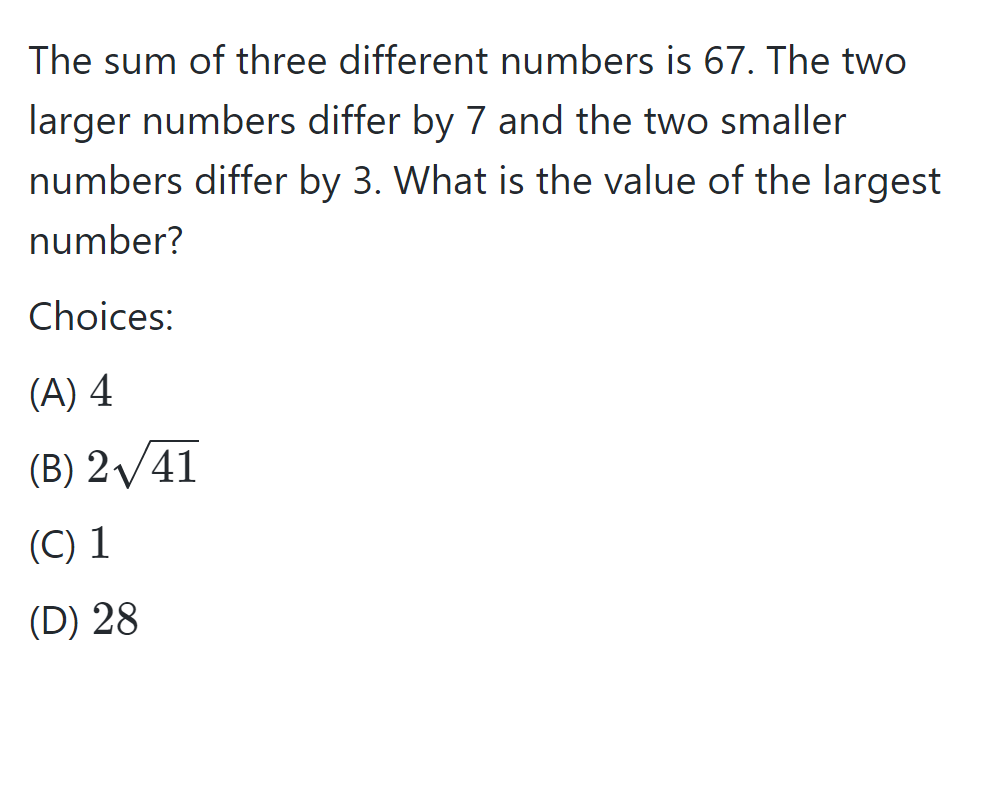 The sum of three different numbers is 67. The two
larger numbers differ by 7 and the two smaller
numbers differ by 3. What is the value of the largest
number?
Choices:
(A) 4
(B) 2√41
(C) 1
(D) 28